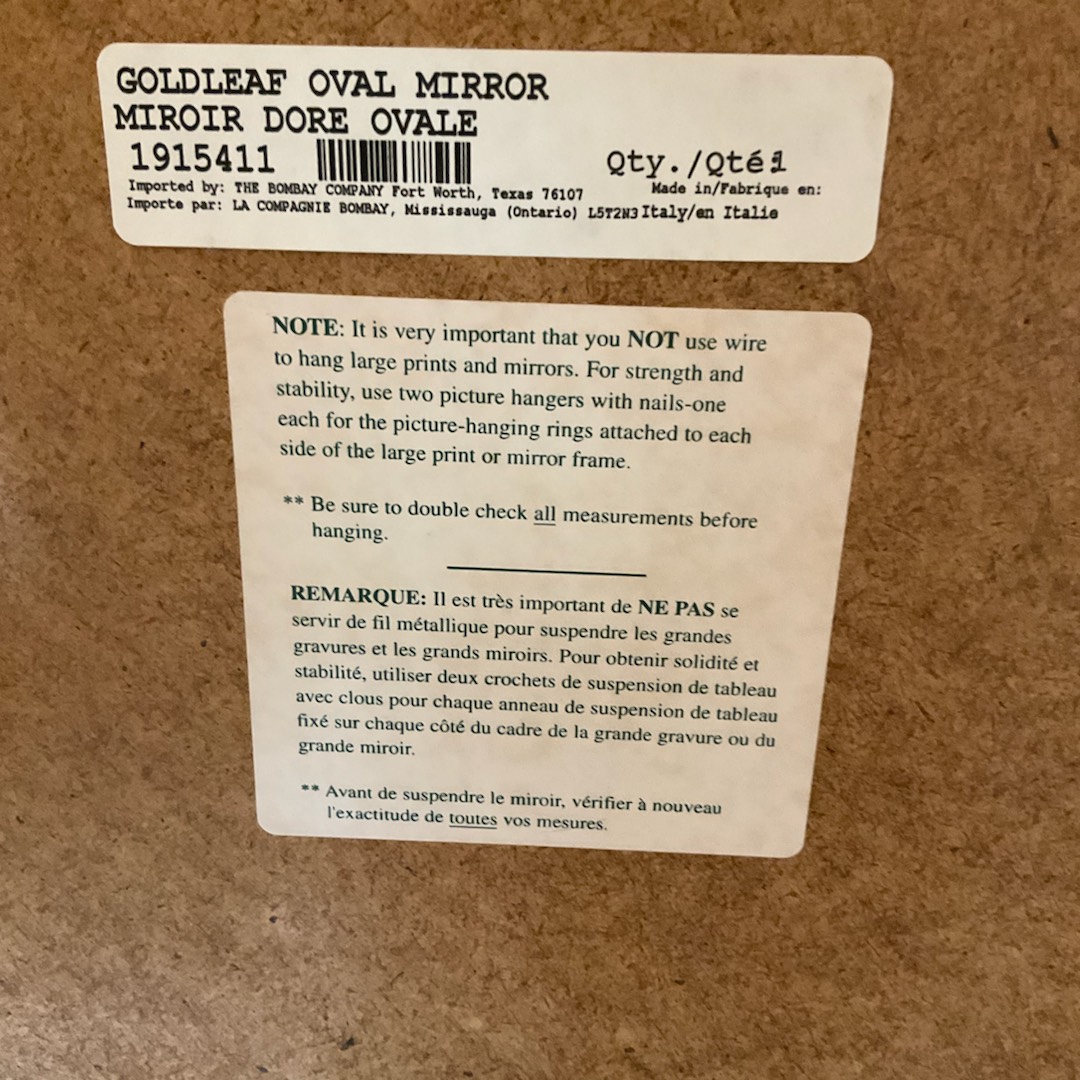 GOLDLEAF OVAL MIRROR
MIROIR DORE OVALE
1915411 Qty./Qté1
Imported by: THE BOMBAY COMPANY Fort Worth, Texas 76107 Made in/Fabrique en:
Importe par: LA COMPAGNIE BOMBAY, Mississauga (Ontario) L5T2N3 Italy/en Italie
NOTE: It is very important that you NOT use wire
to hang large prints and mirrors. For strength and
stability, use two picture hangers with nails-one
each for the picture-hanging rings attached to each
side of the large print or mirror frame.
** Be sure to double check all measurements before
hanging.
REMARQUE: Il est très important de NE PAS se
servir de fil métallique pour suspendre les grandes
gravures et les grands miroirs. Pour obtenir solidité et
stabilité, utiliser deux crochets de suspension de tableau
avec clous pour chaque anneau de suspension de tableau
fixé sur chaque côté du cadre de la grande gravure ou du
grande miroir.
** Avant de suspendre le miroir, vérifier à nouveau
l'exactitude de toutes vos mesures.